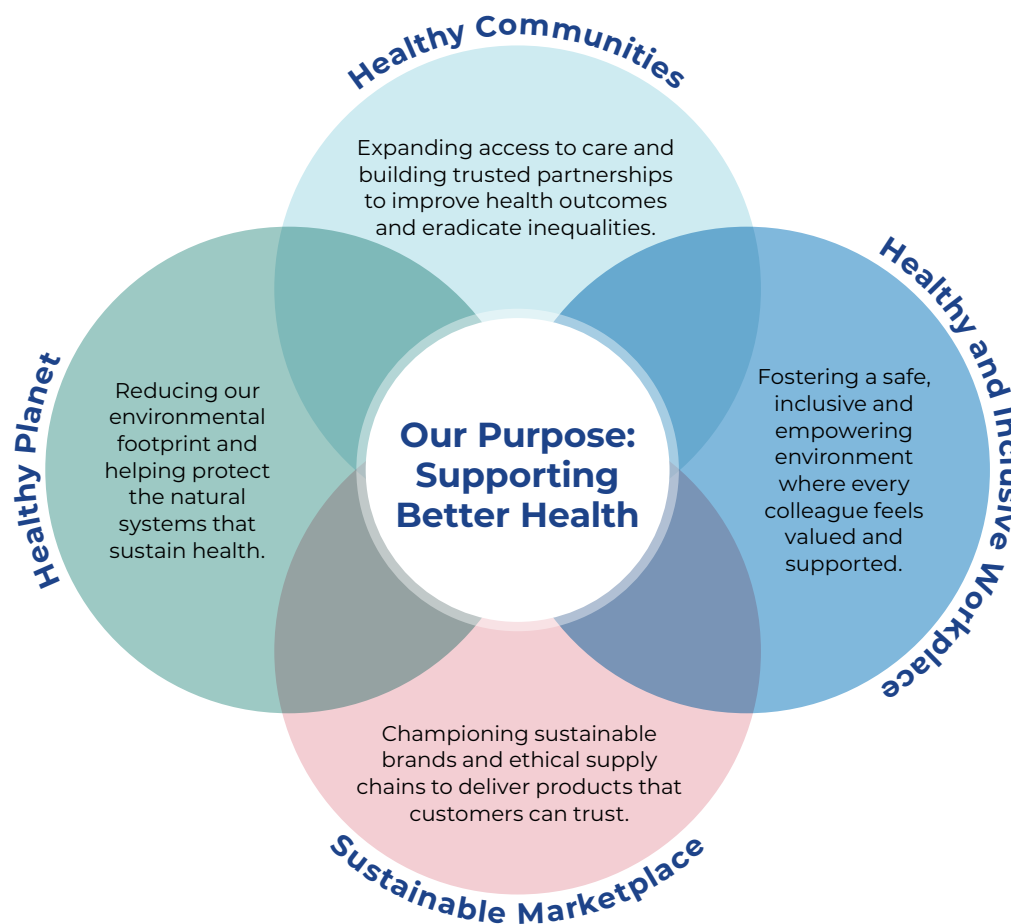 Healthy Communities
Expanding access to care and
building trusted partnerships
to improve health outcomes
and eradicate inequalities.
Healthy Planet
Reducing our
environmental
footprint and
helping protect
the natural
systems that
sustain health.
Our Purpose:
Supporting
Better Health
Healthy and Inclusive Workplace
Fostering a safe,
inclusive and
empowering
environment
where every
colleague feels
valued and
supported.
Championing sustainable
brands and ethical supply
chains to deliver products that
customers can trust.
Sustainable Marketplace